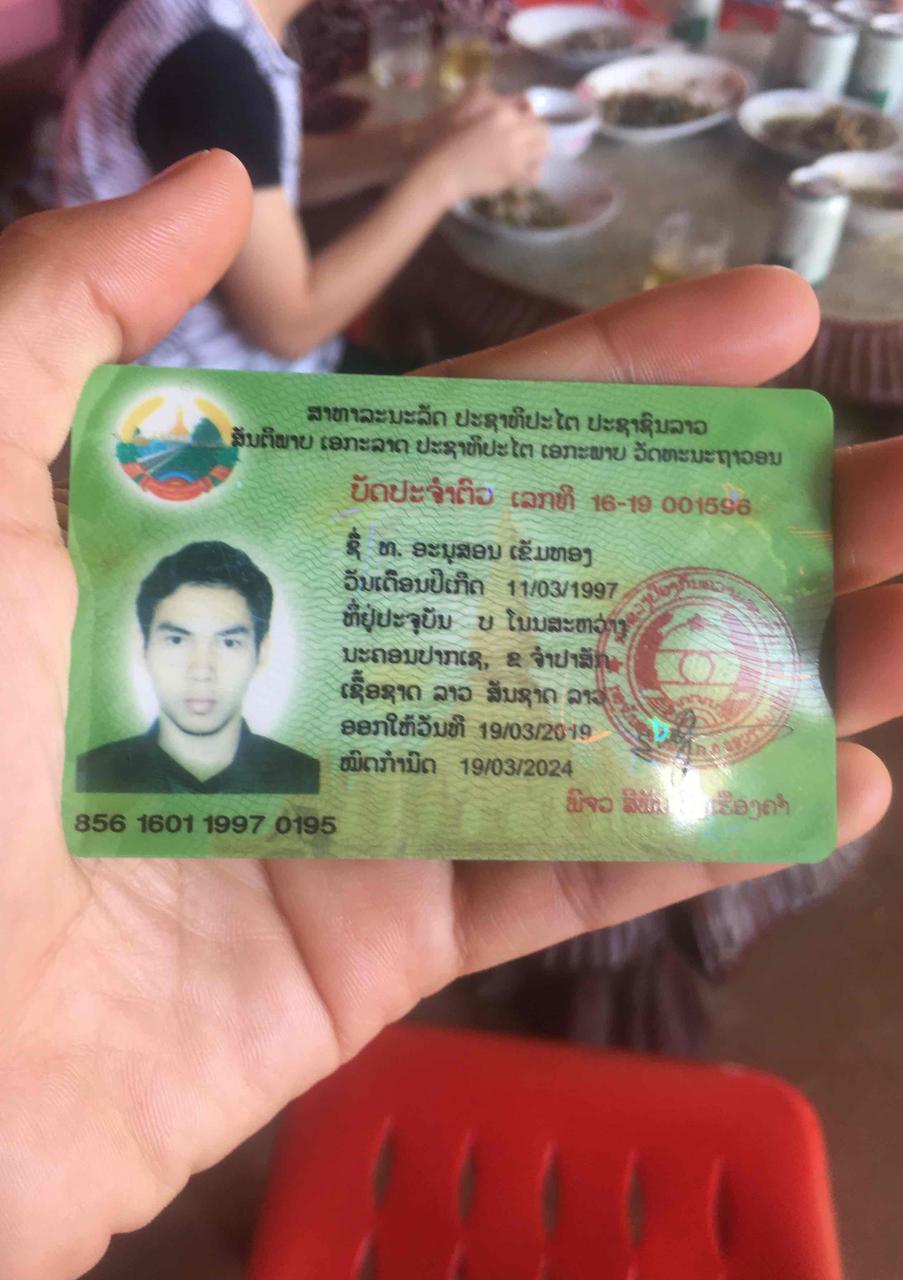 ສາທາລະນະລັດ ປະຊາທິປະໄຕ ປະຊາຊົນລາວ
ສັນຕິພາບ ເອກະລາດ ປະຊາທິປະໄຕ ເອກະພາບ ວັດທະນະຖາວອນ
ບັດປະຈຳຕົວ ເລກທີ 16-19 001596
ຊື່ ທ. ອະນຸສອນ ເຂັມທອງ
ວັນເດືອນປີເກີດ 11/03/1997
ທີ່ຢູ່ປະຈຸບັນ ບ ໂນນສະຫວ່າງ
ນະຄອນປາກເຊ, ຂ ຈຳປາສັກ
ເຊື້ອຊາດ ລາວ ສັນຊາດ ລາວ
ອອກໃຫ້ວັນທີ 19/03/2019
ໝົດກຳນົດ 19/03/2024
856 1601 1997 0195